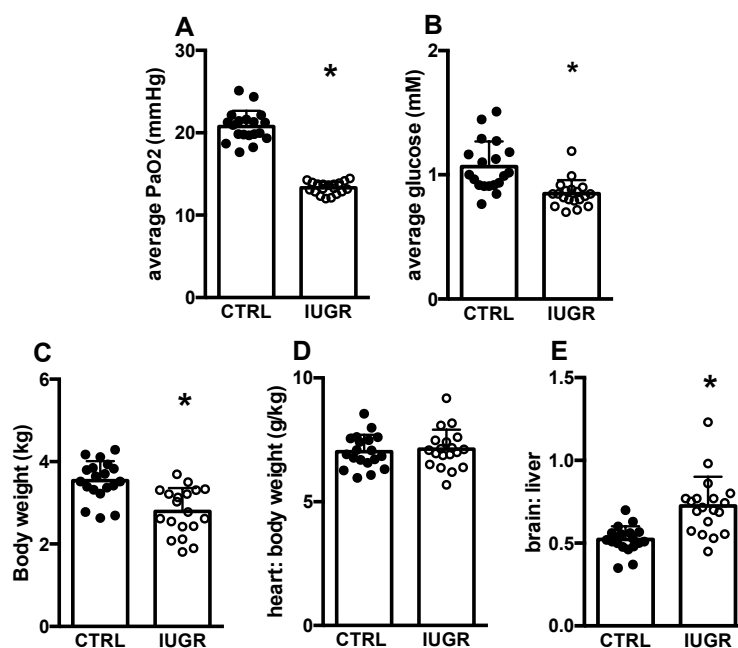 A
average PaO2 (mmHg)
30
20
10
0
*
CTRL
IUGR
B
average glucose (mM)
2
1
0
*
CTRL
IUGR
C
Body weight (kg)
6
4
2
0
*
CTRL
IUGR
D
heart: body weight (g/kg)
10
5
0
CTRL
IUGR
E
brain: liver
1.5
1.0
0.5
0.0
*
CTRL
IUGR